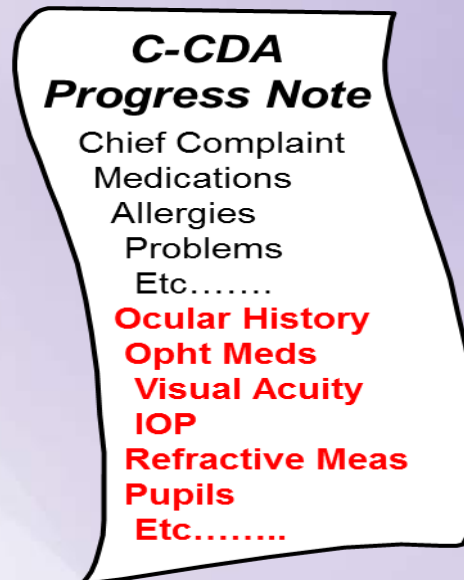 C-CDA
Progress Note
Chief Complaint
Medications
Allergies
Problems
Etc…….
Ocular History
Opht Meds
Visual Acuity
IOP
Refractive Meas
Pupils
Etc……..